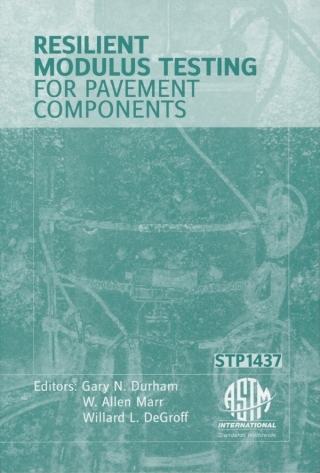 RESILIENT
MODULUS TESTING
FOR PAVEMENT
COMPONENTS
STP1437
Editors: Gary N. Durham
W. Allen Marr
Willard L. DeGroff
ASTM
INTERNATIONAL
Standards Worldwide